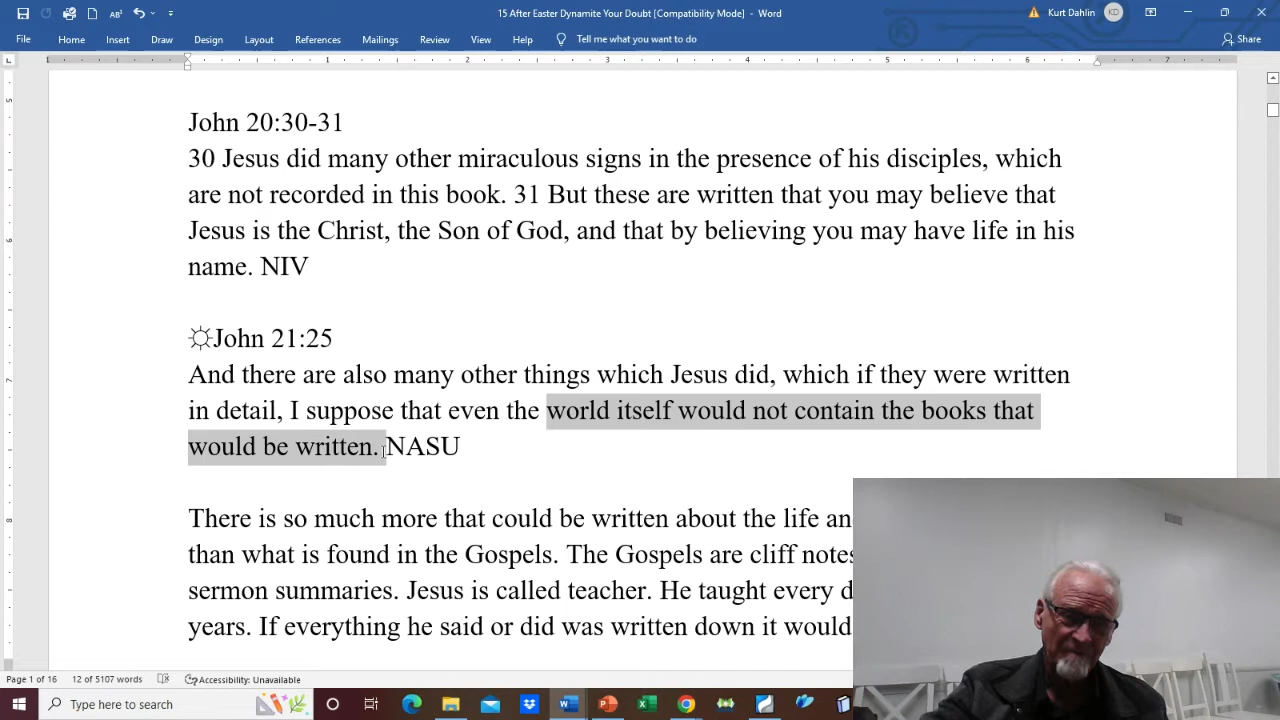 15 After Easter Dynamite Your Doubt [Compatibility Mode] - Word
Kurt Dahlin KD
File Home Insert Draw Design Layout References Mailings Review View Help Tell me what you want to do Share
1 1 2 3 4 5 6 7
John 20:30-31
30 Jesus did many other miraculous signs in the presence of his disciples, which
are not recorded in this book. 31 But these are written that you may believe that
Jesus is the Christ, the Son of God, and that by believing you may have life in his
name. NIV
☼John 21:25
And there are also many other things which Jesus did, which if they were written
in detail, I suppose that even the world itself would not contain the books that
would be written. NASU
There is so much more that could be written about the life an
than what is found in the Gospels. The Gospels are cliff notes
sermon summaries. Jesus is called teacher. He taught every d
years. If everything he said or did was written down it would
Page 1 of 16 12 of 5107 words Accessibility: Unavailable
Type here to search